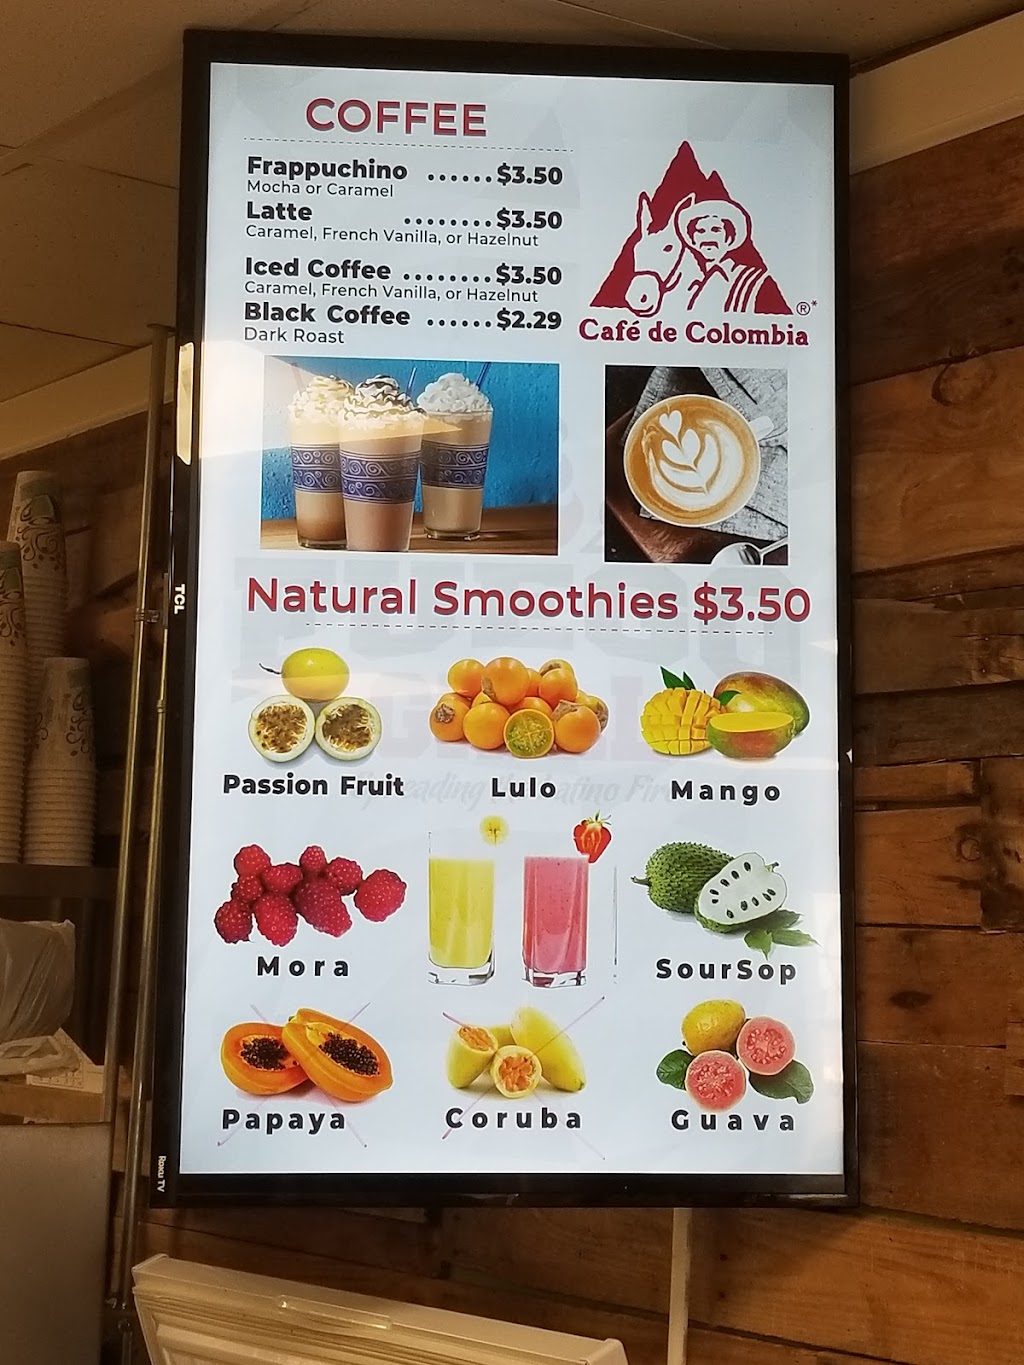 COFFEE
Frappuchino ......$3.50
Mocha or Caramel
Latte ........$3.50
Caramel, French Vanilla, or Hazelnut
Iced Coffee ........$3.50
Caramel, French Vanilla, or Hazelnut
Black Coffee ......$2.29
Dark Roast
®*
Café de Colombia
Natural Smoothies $3.50
Passion Fruit
Lulo
Mango
Mora
SourSop
Papaya
Coruba
Guava
TCL
Roku TV